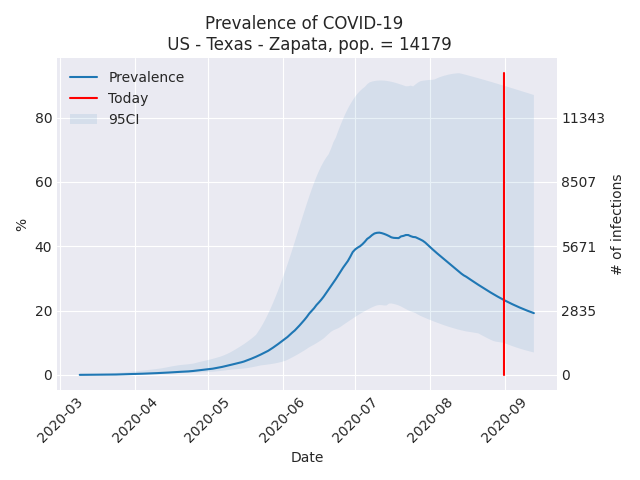 Prevalence of COVID-19
US - Texas - Zapata, pop. = 14179
Prevalence
Today
95CI
80
60
40
20
0
%
11343
8507
5671
2835
0
# of infections
2020-03
2020-04
2020-05
2020-06
2020-07
2020-08
2020-09
Date